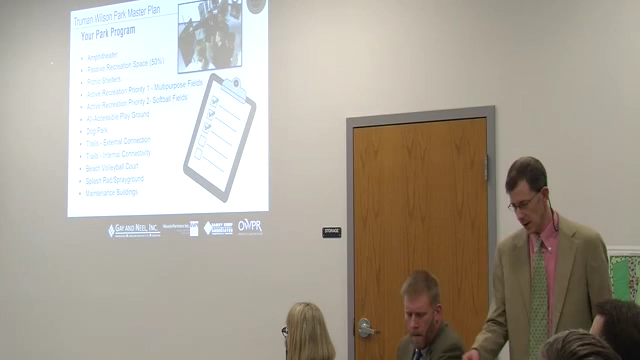 Truman Wilson Park Master Plan
Your Park Program
Amphitheater
Passive Recreation Space (50%)
Picnic Shelters
Active Recreation Priority 1 - Multipurpose Fields
Active Recreation Priority 2- Softball Fields
All-Accessible Play Ground
Dog Park
Trails - External Connection
Trails - Internal Connectivity
Beach Volleyball Court
Splash Pad/Sprayground
Maintenance Buildings
GAY AND NEEL, INC.
OWPR
STORAGE